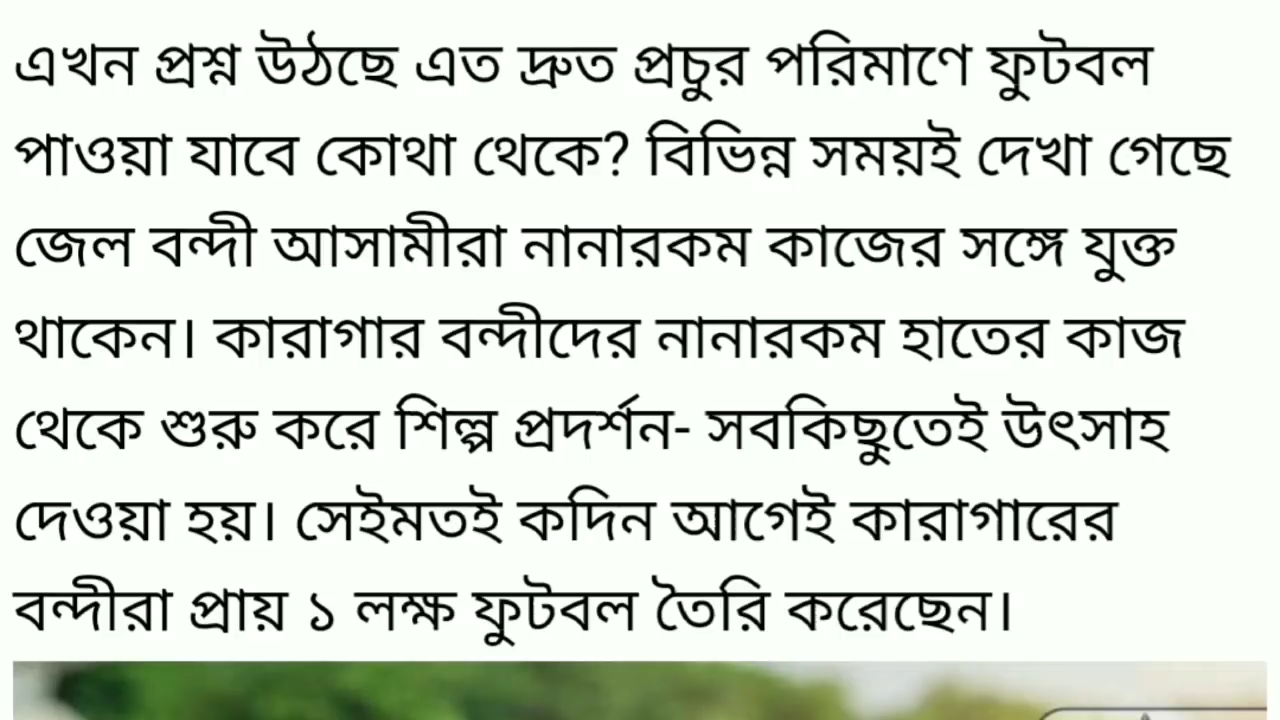 এখন প্রশ্ন উঠছে এত দ্রুত প্রচুর পরিমাণে ফুটবল
পাওয়া যাবে কোথা থেকে? বিভিন্ন সময়ই দেখা গেছে
জেল বন্দী আসামীরা নানারকম কাজের সঙ্গে যুক্ত
থাকেন। কারাগার বন্দীদের নানারকম হাতের কাজ
থেকে শুরু করে শিল্প প্রদর্শন- সবকিছুতেই উৎসাহ
দেওয়া হয়। সেইমতই কদিন আগেই কারাগারের
বন্দীরা প্রায় ১ লক্ষ ফুটবল তৈরি করেছেন।